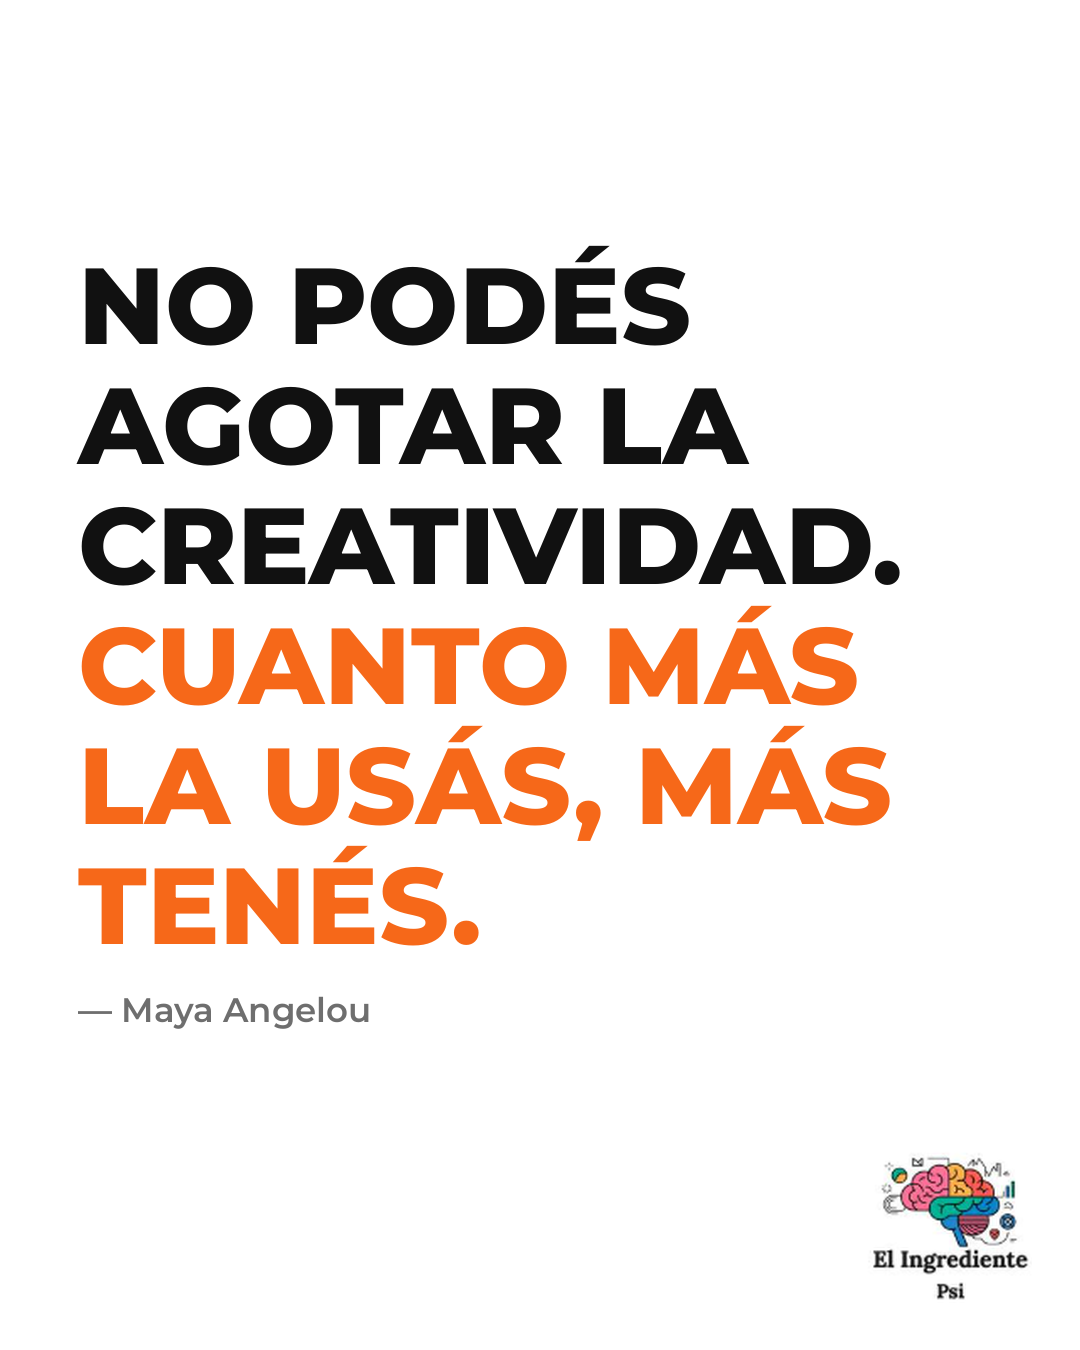 NO PODÉS
AGOTAR LA
CREATIVIDAD.
CUANTO MÁS
LA USÁS, MÁS
TENÉS.
— Maya Angelou
El Ingrediente
Psi